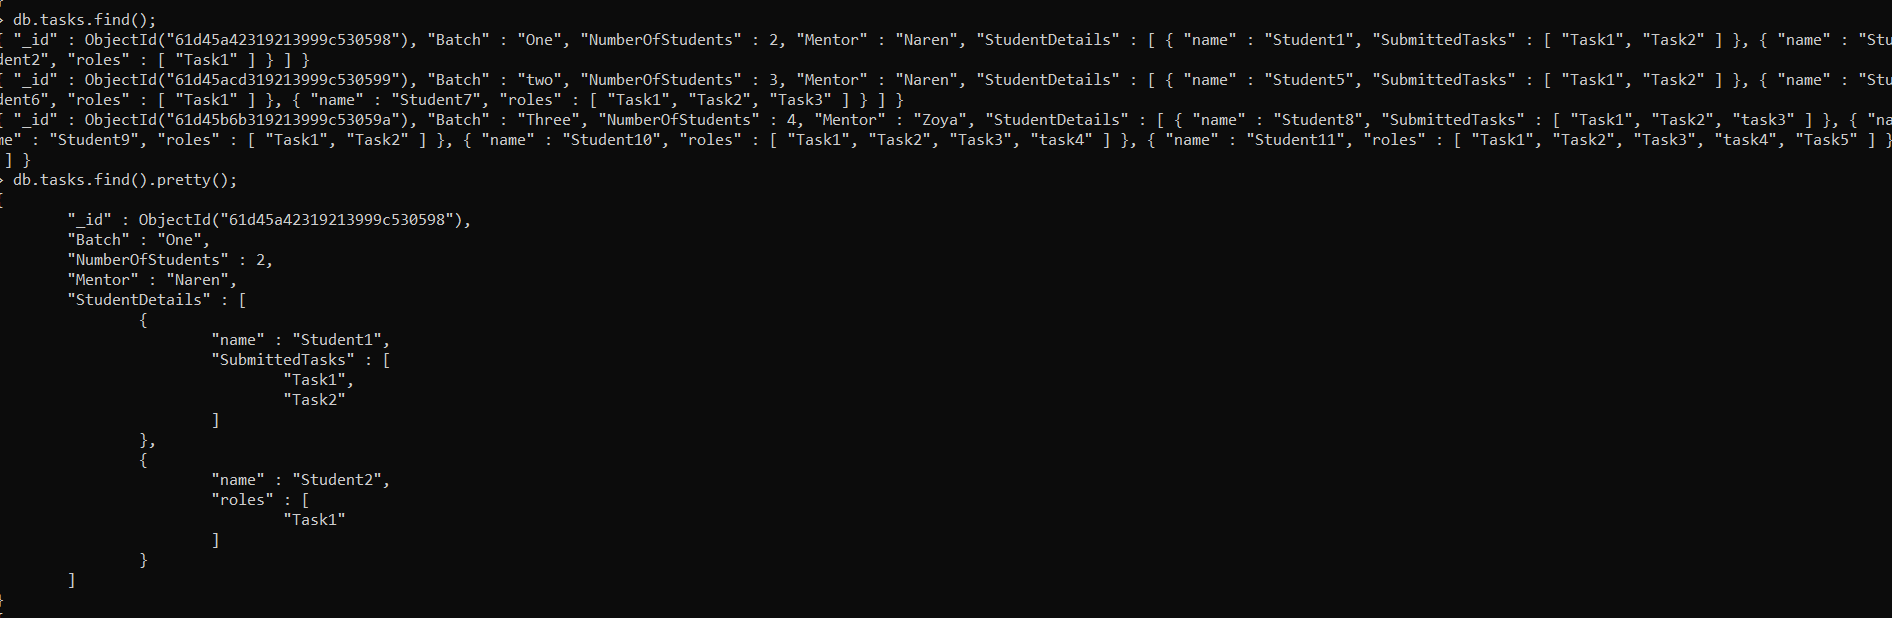 > db.tasks.find();
{ "_id" : ObjectId("61d45a42319213999c530598"), "Batch" : "One", "NumberOfStudents" : 2, "Mentor" : "Naren", "StudentDetails" : [ { "name" : "Student1", "SubmittedTasks" : [ "Task1", "Task2" ] }, { "name" : "Stu
dent2", "roles" : [ "Task1" ] } ] }
{ "_id" : ObjectId("61d45acd319213999c530599"), "Batch" : "two", "NumberOfStudents" : 3, "Mentor" : "Naren", "StudentDetails" : [ { "name" : "Student5", "SubmittedTasks" : [ "Task1", "Task2" ] }, { "name" : "Stu
dent6", "roles" : [ "Task1" ] }, { "name" : "Student7", "roles" : [ "Task1", "Task2", "Task3" ] } ] }
{ "_id" : ObjectId("61d45b6b319213999c53059a"), "Batch" : "Three", "NumberOfStudents" : 4, "Mentor" : "Zoya", "StudentDetails" : [ { "name" : "Student8", "SubmittedTasks" : [ "Task1", "Task2", "task3" ] }, { "na
me" : "Student9", "roles" : [ "Task1", "Task2" ] }, { "name" : "Student10", "roles" : [ "Task1", "Task2", "Task3", "task4" ] }, { "name" : "Student11", "roles" : [ "Task1", "Task2", "Task3", "task4", "Task5" ] }
] }
> db.tasks.find().pretty();
{
"_id" : ObjectId("61d45a42319213999c530598"),
"Batch" : "One",
"NumberOfStudents" : 2,
"Mentor" : "Naren",
"StudentDetails" : [
{
"name" : "Student1",
"SubmittedTasks" : [
"Task1",
"Task2"
]
},
{
"name" : "Student2",
"roles" : [
"Task1"
]
}
]
}